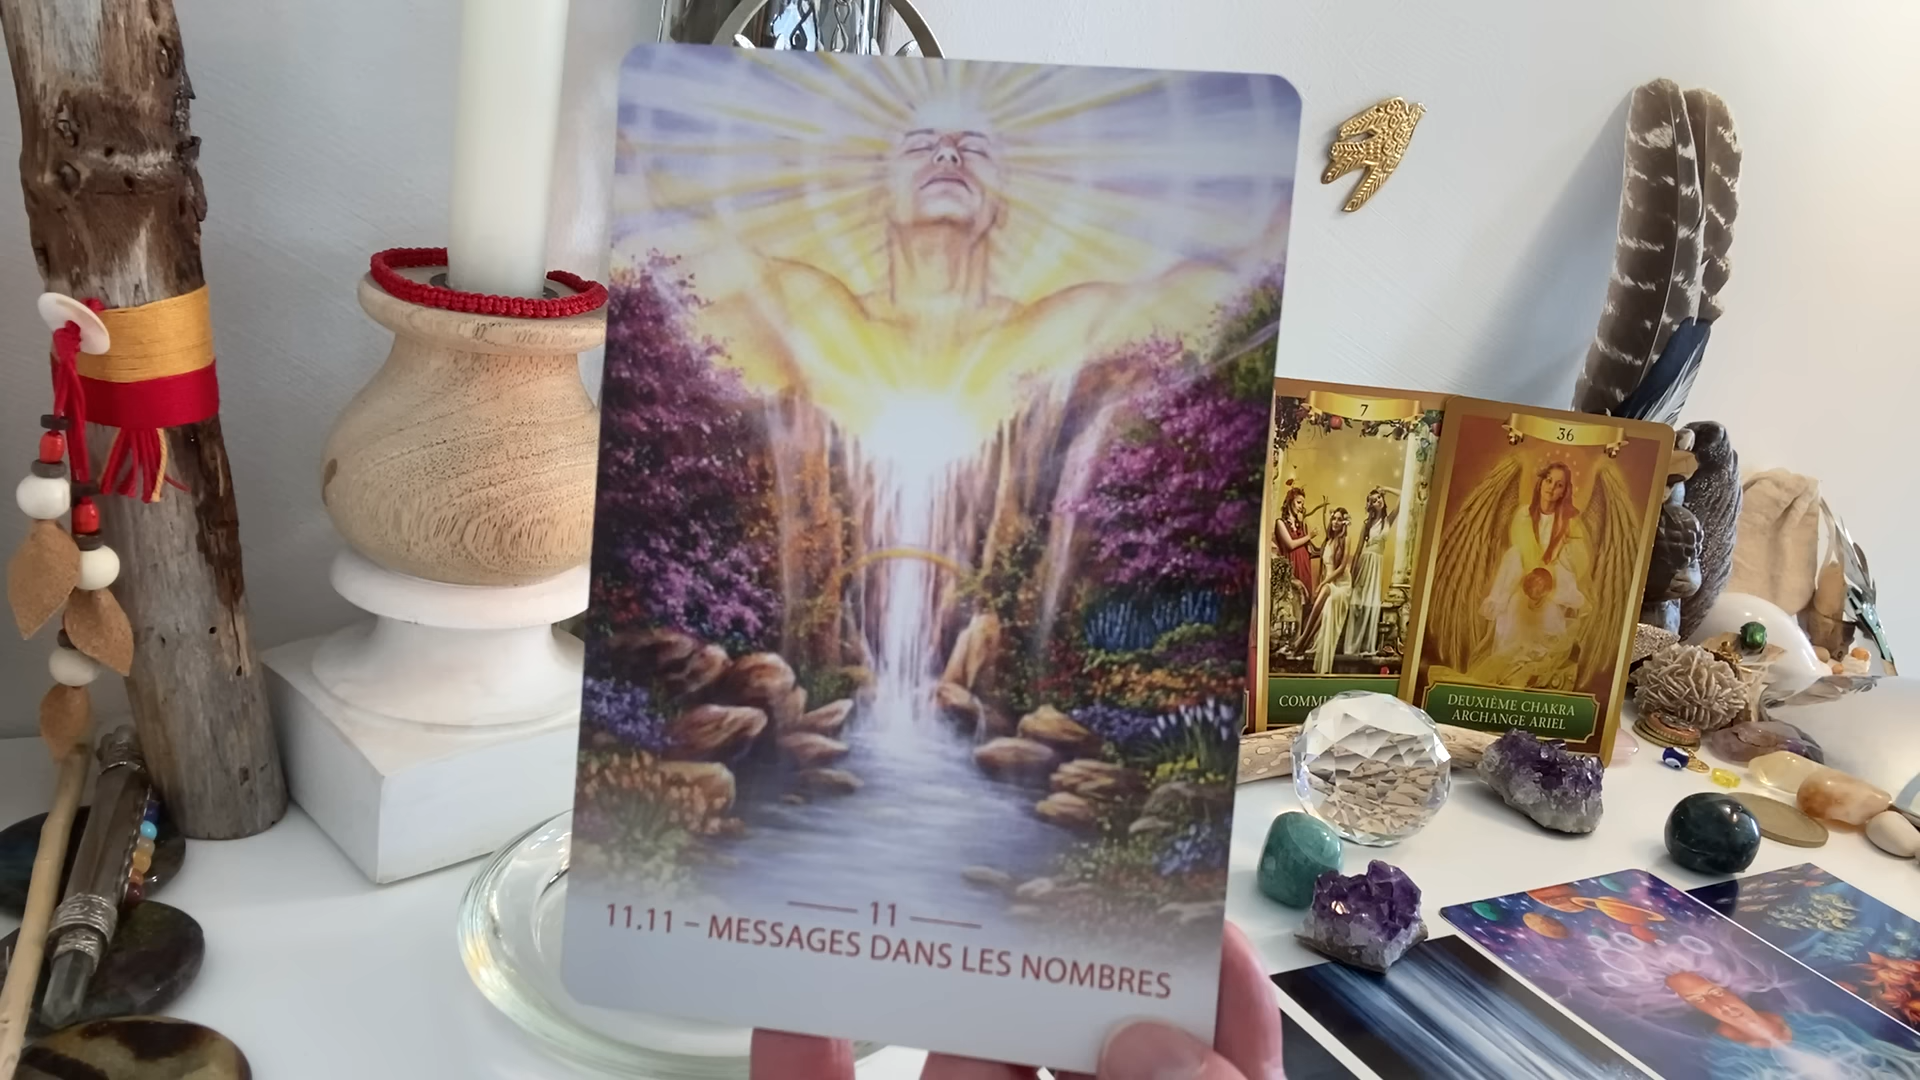 11
11.11 – MESSAGES DANS LES NOMBRES
7
36
DEUXIÈME CHAKRA
ARCHANGE ARIEL